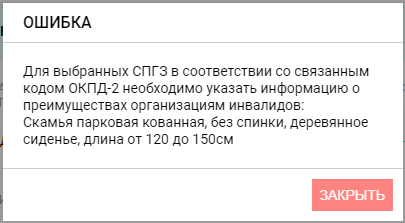 ОШИБКА
Для выбранных СПГЗ в соответствии со связанным
кодом ОКПД-2 необходимо указать информацию о
преимуществах организациям инвалидов:
Скамья парковая кованная, без спинки, деревянное
сиденье, длина от 120 до 150см
ЗАКРЫТЬ